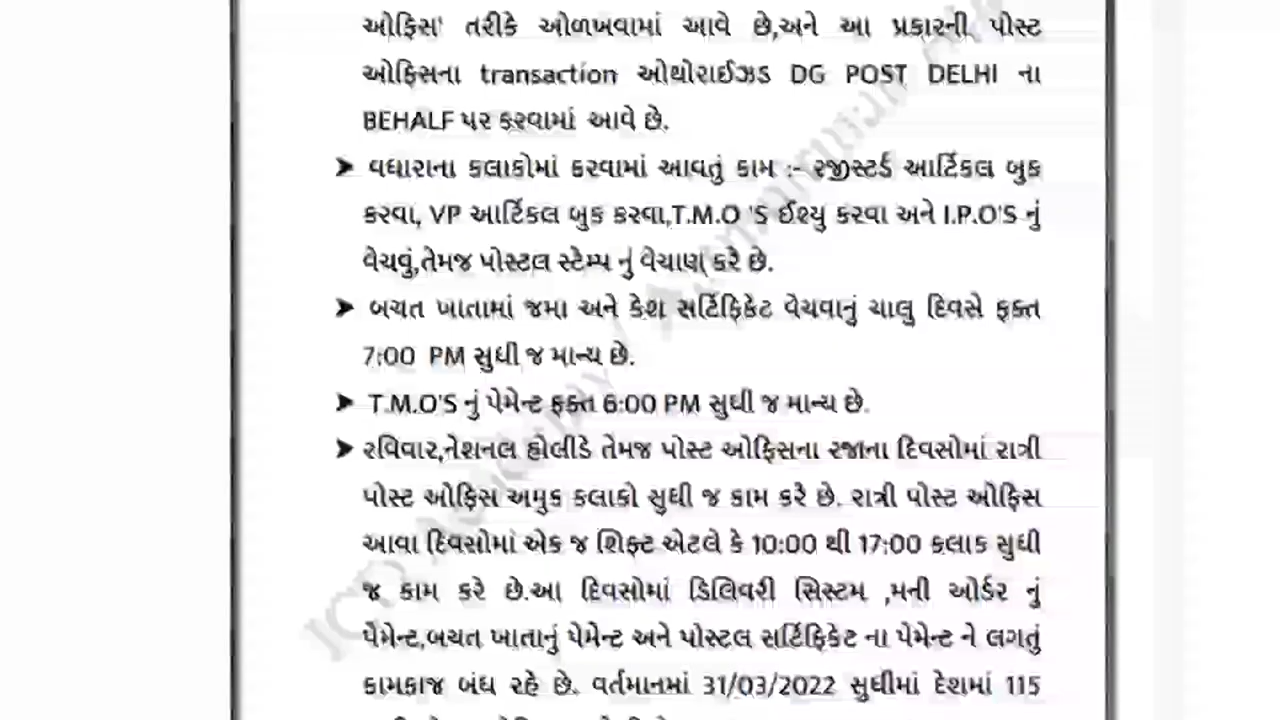 ઓફિસ' તરીકે ઓળખવામાં આવે છે,અને આ પ્રકારની પોસ્ટ
ઓફિસના transaction ઓથોરાઈઝડ DG POST DELHI ના
BEHALF પર કરવામાં આવે છે.
➤ વધારાના કલાકોમાં કરવામાં આવતું કામ :- રજીસ્ટર્ડ આર્ટિકલ બુક
કરવા, VP આર્ટિકલ બુક કરવા,T.M.O 'S ઈશ્યુ કરવા અને I.P.O'S નું
વેચવું,તેમજ પોસ્ટલ સ્ટેમ્પ નું વેચાણ કરે છે.
➤ બચત ખાતામાં જમા અને કેશ સર્ટિફિકેટ વેચવાનું ચાલુ દિવસે ફક્ત
7:00 PM સુધી જ માન્ય છે.
➤ T.M.O'S નું પેમેન્ટ ફક્ત 6:00 PM સુધી જ માન્ય છે.
➤ રવિવાર,નેશનલ હોલીડે તેમજ પોસ્ટ ઓફિસના રજાના દિવસોમાં રાત્રી
પોસ્ટ ઓફિસ અમુક કલાકો સુધી જ કામ કરે છે. રાત્રી પોસ્ટ ઓફિસ
આવા દિવસોમાં એક જ શિફ્ટ એટલે કે 10:00 થી 17:00 કલાક સુધી
જ કામ કરે છે.આ દિવસોમાં ડિલિવરી સિસ્ટમ ,મની ઓર્ડર નું
પેમેન્ટ,બચત ખાતાનું પેમેન્ટ અને પોસ્ટલ સર્ટિફિકેટ ના પેમેન્ટ ને લગતું
કામકાજ બંધ રહે છે. વર્તમાનમાં 31/03/2022 સુધીમાં દેશમાં 115